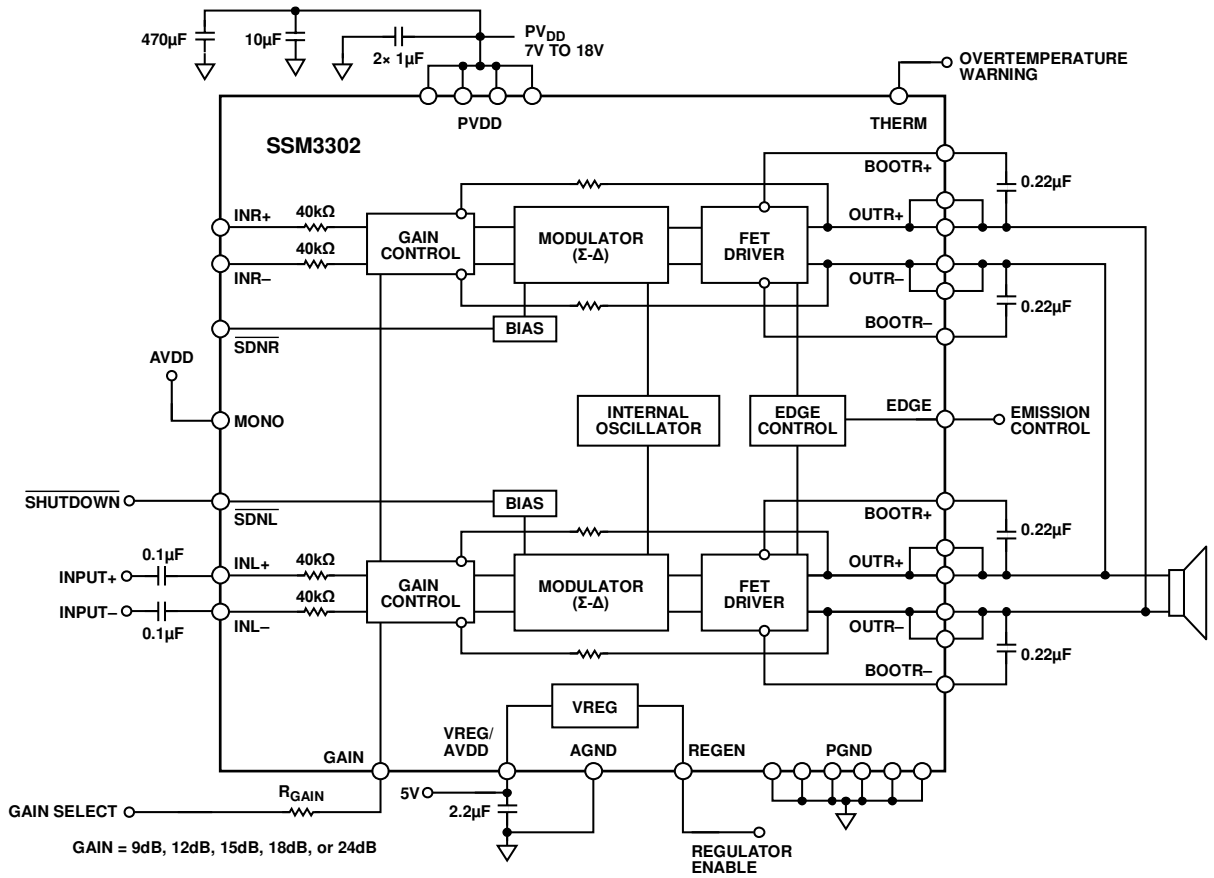 470µF
10µF
2× 1µF
PVDD
7V TO 18V
OVERTEMPERATURE
WARNING
PVDD
THERM
SSM3302
BOOTR+
0.22µF
INR+
40kΩ
GAIN
CONTROL
MODULATOR
(Σ-Δ)
FET
DRIVER
OUTR+
40kΩ
INR–
OUTR–
0.22µF
BIAS
BOOTR–
SDNR
AVDD
MONO
INTERNAL
OSCILLATOR
EDGE
CONTROL
EDGE
EMISSION
CONTROL
SHUTDOWN
SDNL
BIAS
BOOTR+
0.22µF
0.1µF
INPUT+
INL+
40kΩ
GAIN
CONTROL
MODULATOR
(Σ-Δ)
FET
DRIVER
OUTR+
INPUT–
40kΩ
0.1µF
INL–
OUTR–
0.22µF
BOOTR–
VREG
GAIN
VREG/
AVDD
AGND
REGEN
PGND
5V
GAIN SELECT
RGAIN
2.2µF
GAIN = 9dB, 12dB, 15dB, 18dB, or 24dB
REGULATOR
ENABLE